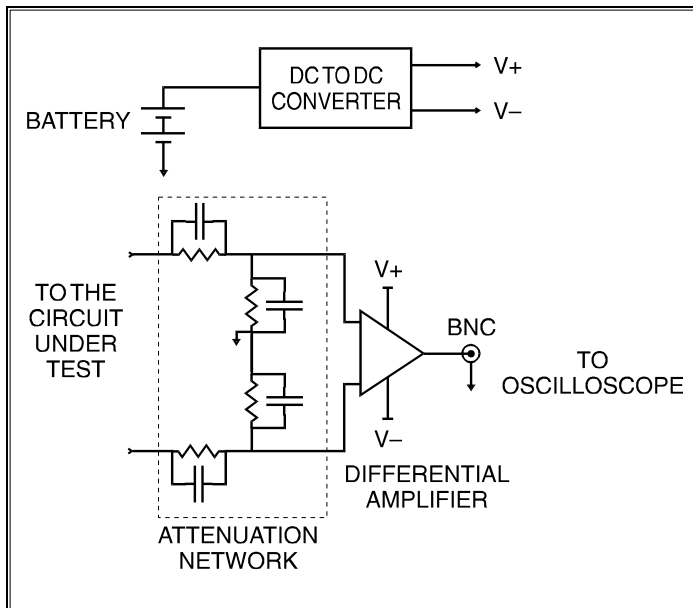 DC TO DC
CONVERTER
V+
V–
BATTERY
TO THE
CIRCUIT
UNDER
TEST
V+
BNC
TO
OSCILLOSCOPE
V–
DIFFERENTIAL
AMPLIFIER
ATTENUATION
NETWORK